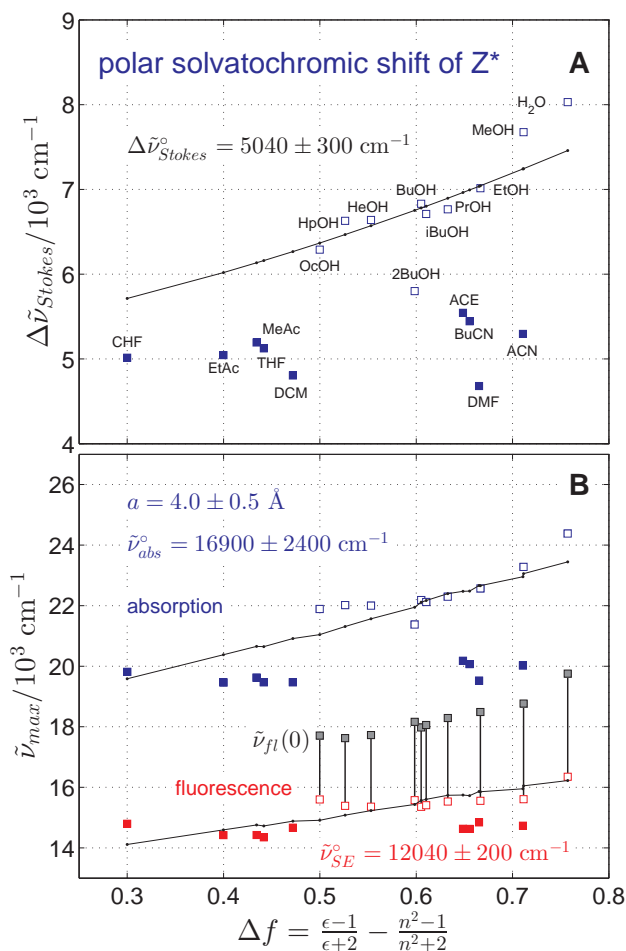 polar solvatochromic shift of Z* A
Δν̃°Stokes = 5040 ± 300 cm⁻¹
Δν̃Stokes/10³ cm⁻¹
9
8
7
6
5
4
H₂O
MeOH
EtOH
BuOH
PrOH
iBuOH
HeOH
HpOH
OcOH
2BuOH
ACE
BuCN
ACN
DMF
CHF
EtAc
MeAc
THF
DCM
B
a = 4.0 ± 0.5 Å
ν̃°abs = 16900 ± 2400 cm⁻¹
absorption
ν̃max/10³ cm⁻¹
26
24
22
20
18
16
14
ν̃fl(0)
fluorescence
ν̃°SE = 12040 ± 200 cm⁻¹
0.3 0.4 0.5 0.6 0.7 0.8
Δf = (ϵ−1)/(ϵ+2) − (n²−1)/(n²+2)